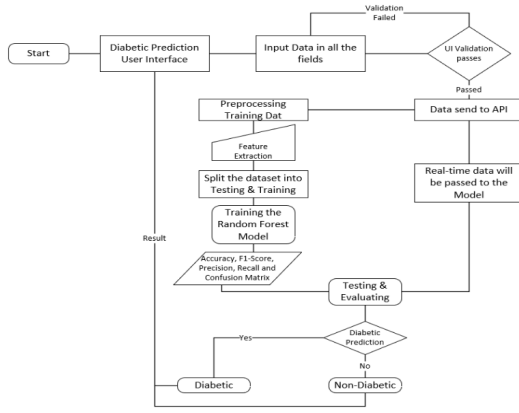 Validation
Failed
Start
Diabetic Prediction
User Interface
Input Data in all the
fields
UI Validation
passes
Passed
Preprocessing
Training Dat
Data send to API
Feature
Extraction
Split the dataset into
Testing & Training
Real-time data will
be passed to the
Model
Training the
Random Forest
Model
Result
Accuracy, F1-Score,
Precision, Recall and
Confusion Matrix
Testing &
Evaluating
Diabetic
Prediction
Yes
No
Diabetic
Non-Diabetic